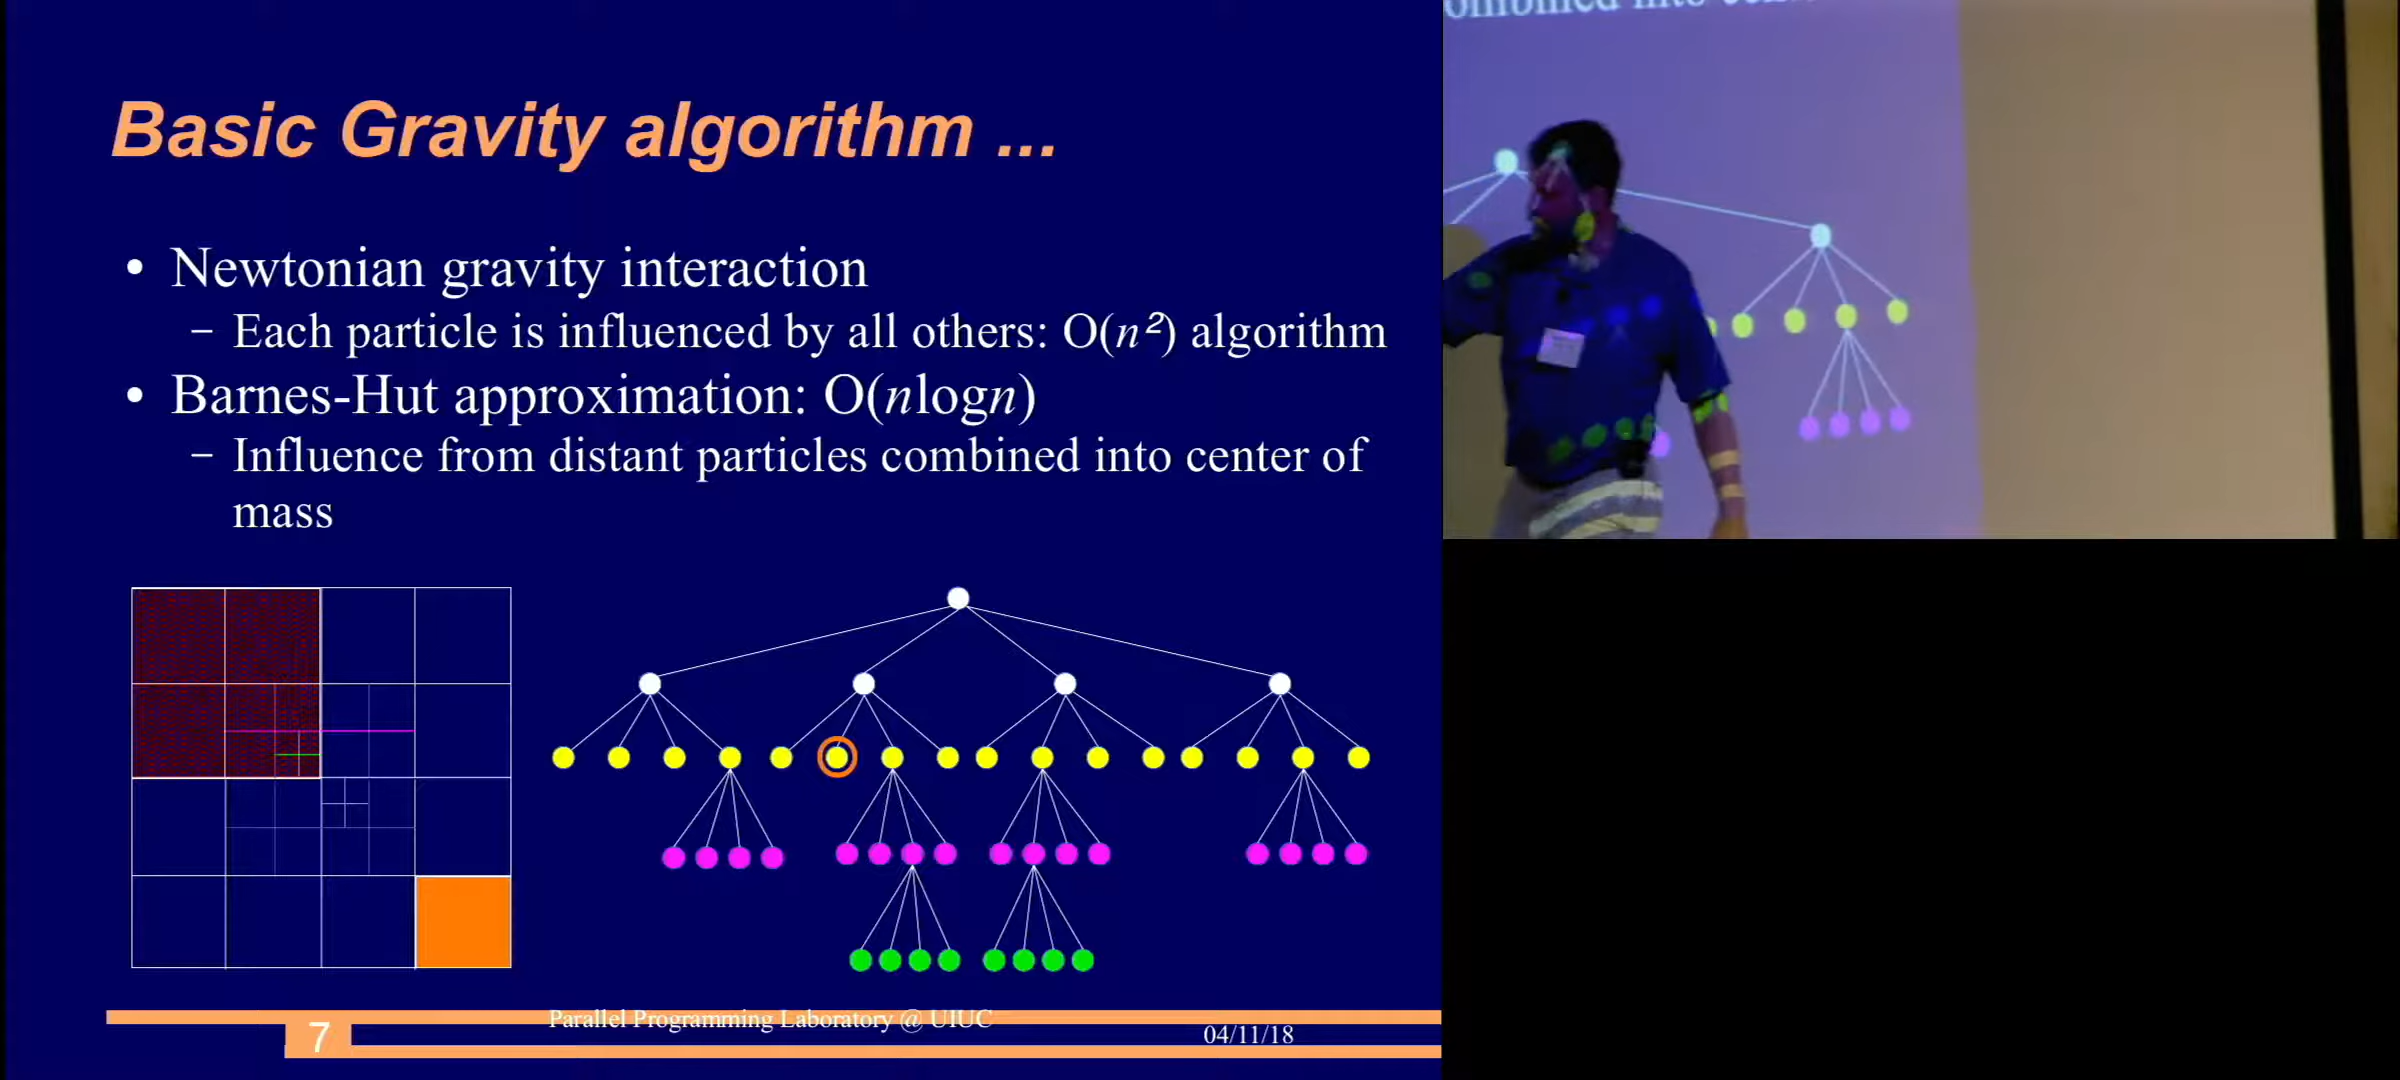 Basic Gravity algorithm ...
• Newtonian gravity interaction
– Each particle is influenced by all others: O(n²) algorithm
• Barnes-Hut approximation: O(nlogn)
– Influence from distant particles combined into center of
mass
7
Parallel Programming Laboratory @ UIUC
04/11/18